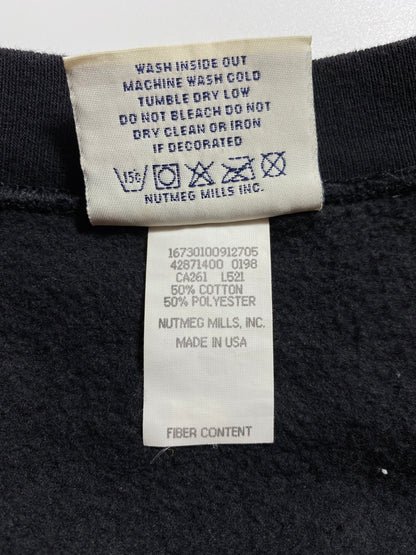 WASH INSIDE OUT
MACHINE WASH COLD
TUMBLE DRY LOW
DO NOT BLEACH DO NOT
DRY CLEAN OR IRON
IF DECORATED
150
NUTMEG MILLS INC.
16730100912705
42871400 0198
CA261 L521
50% COTTON
50% POLYESTER
NUTMEG MILLS, INC.
MADE IN USA
FIBER CONTENT